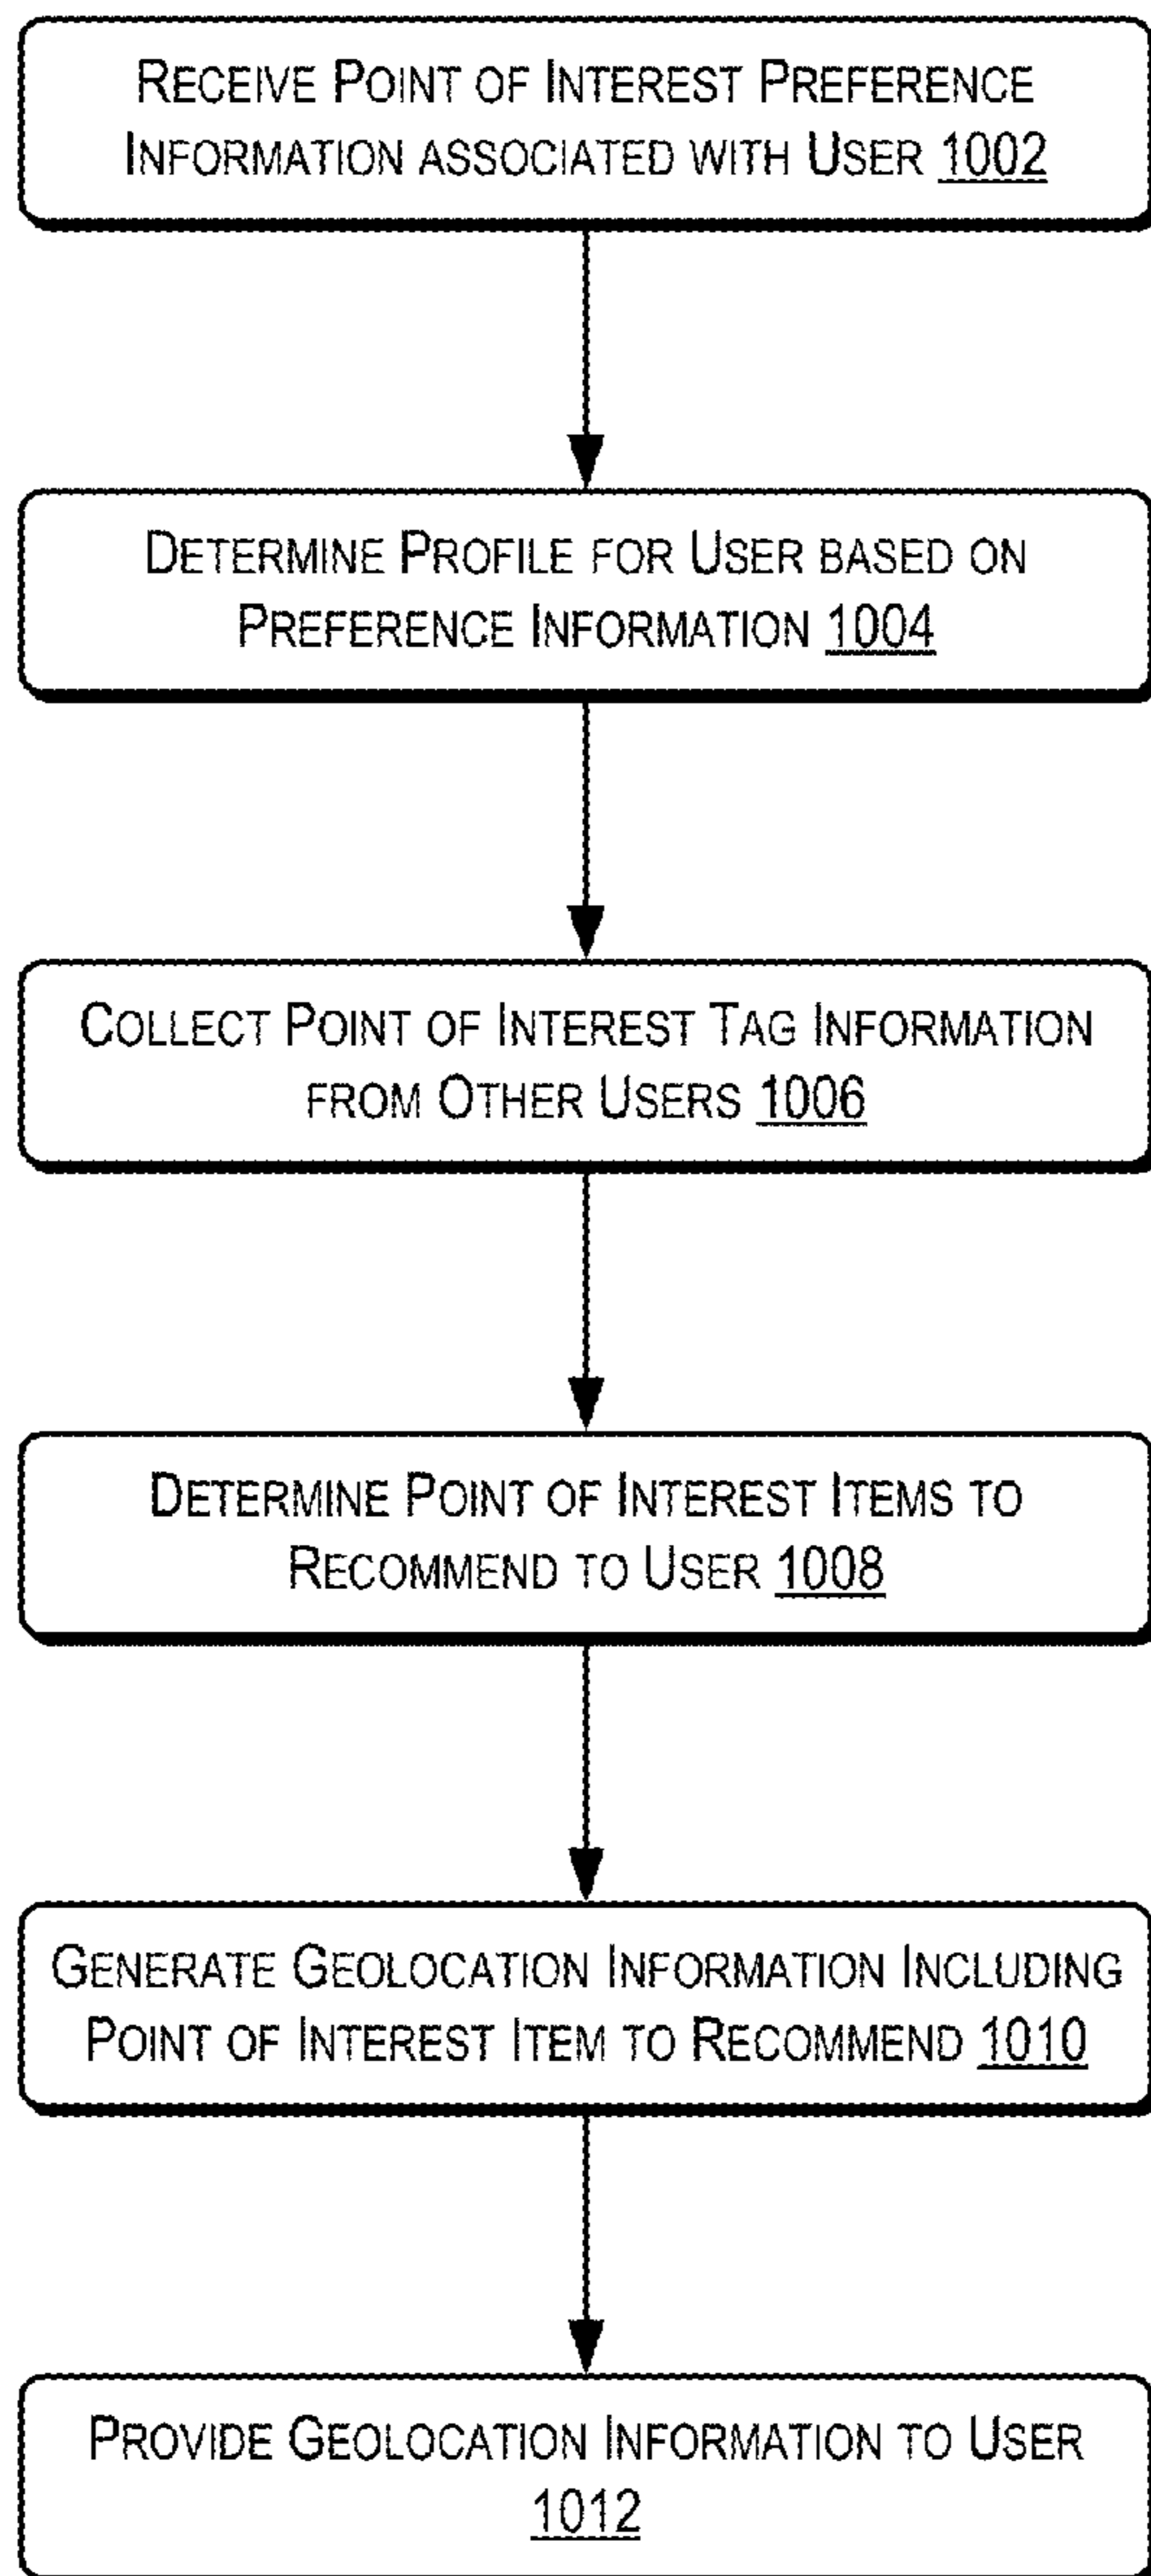 RECEIVE POINT OF INTEREST PREFERENCE
INFORMATION ASSOCIATED WITH USER 1002
DETERMINE PROFILE FOR USER BASED ON
PREFERENCE INFORMATION 1004
COLLECT POINT OF INTEREST TAG INFORMATION
FROM OTHER USERS 1006
DETERMINE POINT OF INTEREST ITEMS TO
RECOMMEND TO USER 1008
GENERATE GEOLOCATION INFORMATION INCLUDING
POINT OF INTEREST ITEM TO RECOMMEND 1010
PROVIDE GEOLOCATION INFORMATION TO USER
1012